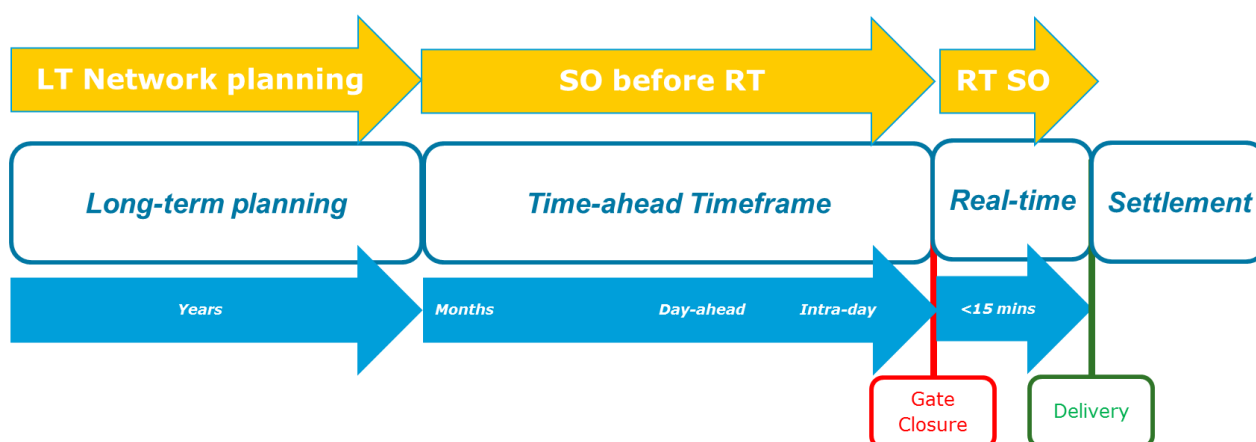 LT Network planning
SO before RT
RT SO
Long-term planning
Time-ahead Timeframe
Real-time
Settlement
Years
Months
Day-ahead
Intra-day
<15 mins
Gate
Closure
Delivery